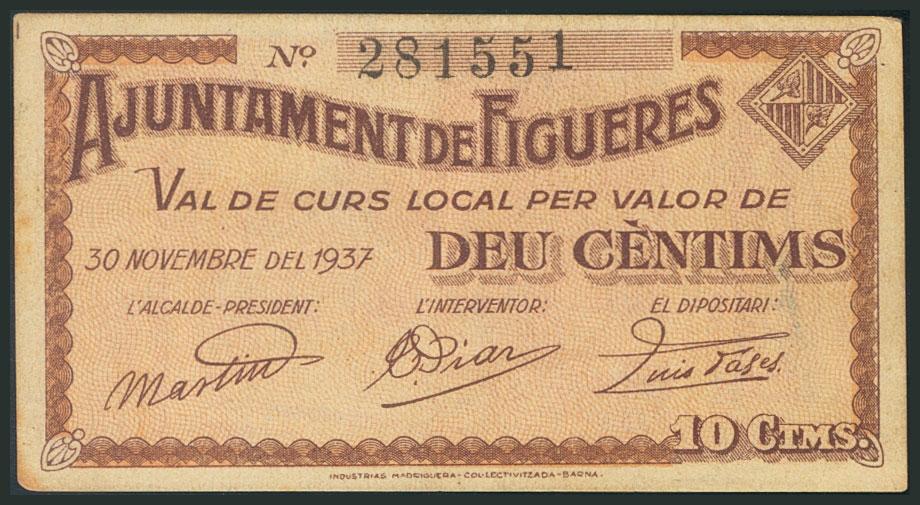 Nº 281551
AJUNTAMENT DE FIGUERES
VAL DE CURS LOCAL PER VALOR DE
30 NOVEMBRE DEL 1937 DEU CÈNTIMS
L'ALCALDE-PRESIDENT: L'INTERVENTOR: EL DIPOSITARI:
Martin
10 CTMS.
INDUSTRIAS MADRIGUERA-COL·LECTIVITZADA-BARNA.